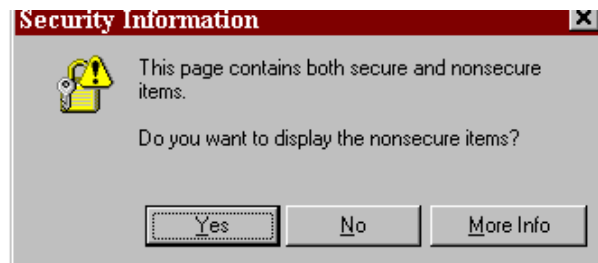 Security Information
This page contains both secure and nonsecure
items.
Do you want to display the nonsecure items?
Yes
No
More Info